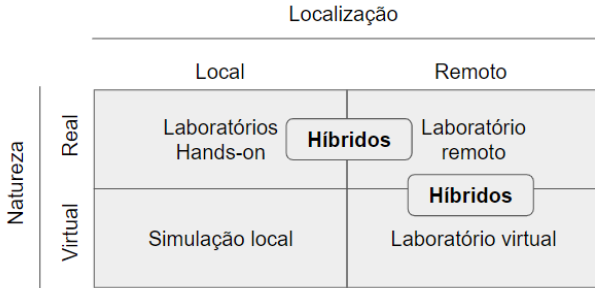 Localização
Local
Remoto
Natureza
Real
Laboratórios
Hands-on
Híbridos
Laboratório
remoto
Híbridos
Virtual
Simulação local
Laboratório virtual